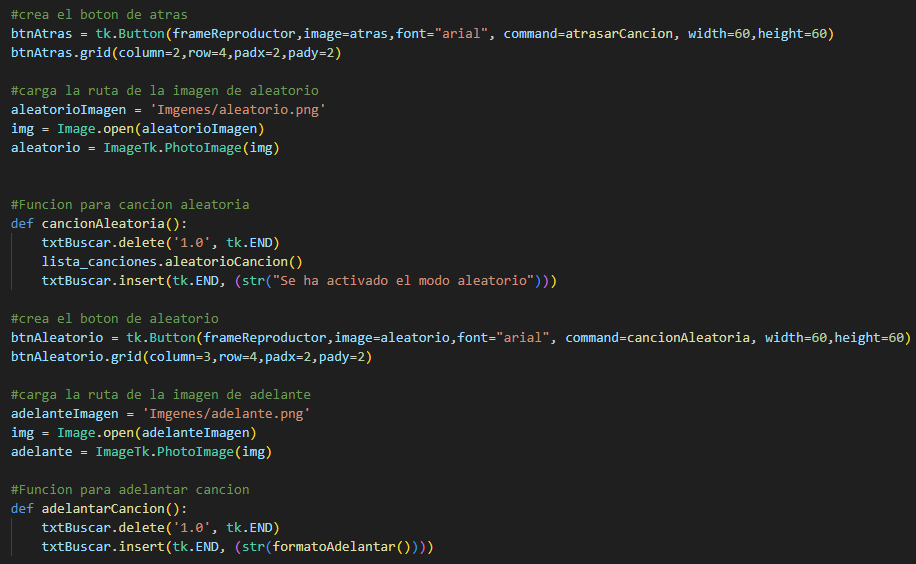 #crea el boton de atras
btnAtras = tk.Button(frameReproductor,image=atras,font="arial", command=atrasarCancion, width=60,height=60)
btnAtras.grid(column=2,row=4,padx=2,pady=2)
#carga la ruta de la imagen de aleatorio
aleatorioImagen = 'Imgenes/aleatorio.png'
img = Image.open(aleatorioImagen)
aleatorio = ImageTk.PhotoImage(img)
#Funcion para cancion aleatoria
def cancionAleatoria():
    txtBuscar.delete('1.0', tk.END)
    lista_canciones.aleatorioCancion()
    txtBuscar.insert(tk.END, (str("Se ha activado el modo aleatorio")))
#crea el boton de aleatorio
btnAleatorio = tk.Button(frameReproductor,image=aleatorio,font="arial", command=cancionAleatoria, width=60,height=60)
btnAleatorio.grid(column=3,row=4,padx=2,pady=2)
#carga la ruta de la imagen de adelante
adelanteImagen = 'Imgenes/adelante.png'
img = Image.open(adelanteImagen)
adelante = ImageTk.PhotoImage(img)
#Funcion para adelantar cancion
def adelantarCancion():
    txtBuscar.delete('1.0', tk.END)
    txtBuscar.insert(tk.END, (str(formatoAdelantar())))